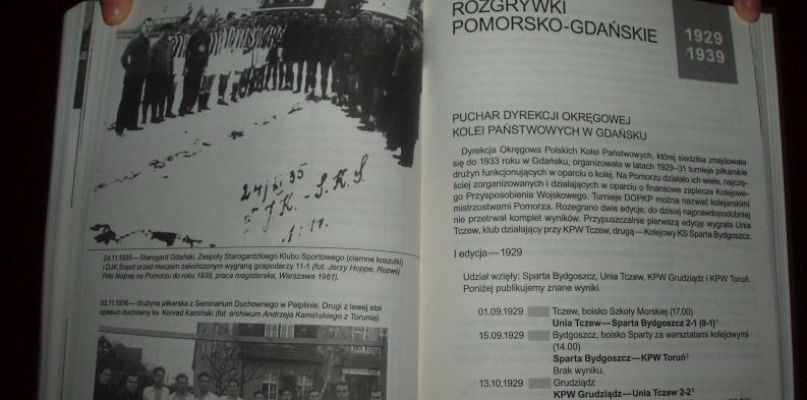 24/XI 35
J K. - S. K. S.
1 : 11.
24.11.1935—Starogard Gdański. Zespoły Starogardzkiego Klubu Sportowego (ciemne koszulki)
i DJK Sopot przed meczem zakończonym wygraną gospodarzy 11-1 (fot. Jerzy Hoppe, Rozwój
Piłki Nożnej na Pomorzu do roku 1939, praca magisterska, Warszawa 1961).
09.11.1936— drużyna piłkarska z Seminarium Duchownego w Pelplinie. Drugi z lewej stoi
opiekun duchowny ks. Konrad Kamiński (fot. archiwum Andrzeja Kamińskiego z Torunia).
ROZGRYWKI
POMORSKO-GDAŃSKIE
1929
1939
PUCHAR DYREKCJI OKRĘGOWEJ
KOLEI PAŃSTWOWYCH W GDAŃSKU
Dyrekcja Okręgowa Polskich Kolei Państwowych, której siedziba znajdowała
się do 1933 roku w Gdańsku, organizowała w latach 1929–31 turnieje piłkarskie
drużyn funkcjonujących w oparciu o kolej. Na Pomorzu działało ich wiele, najczę-
ściej zorganizowanych i działających w oparciu o finansowe zaplecze Kolejowe-
go Przysposobienia Wojskowego. Turnieje DOPKP można nazwać kolejarskimi
mistrzostwami Pomorza. Rozegrano dwie edycje, do dzisiaj najprawdopodobniej
nie przetrwał komplet wyników. Przypuszczalnie pierwszą edycję wygrała Unia
Tczew, klub działający przy KPW Tczew, drugą—Kolejowy KS Sparta Bydgoszcz.
I edycja—1929
Udział wzięły: Sparta Bydgoszcz, Unia Tczew, KPW Grudziądz i KPW Toruń.
Poniżej publikujemy znane wyniki.
01.09.1929 Tczew, boisko Szkoły Morskiej (17.00)
Unia Tczew—Sparta Bydgoszcz 2-1 (0-1)¹
15.09.1929 Bydgoszcz, boisko Sparty za warsztatami kolejowymi
(14.00)
Sparta Bydgoszcz—KPW Toruń²
Brak wyniku.
13.10.1929 Grudziądz
KPW Grudziądz—Unia Tczew 2-2³